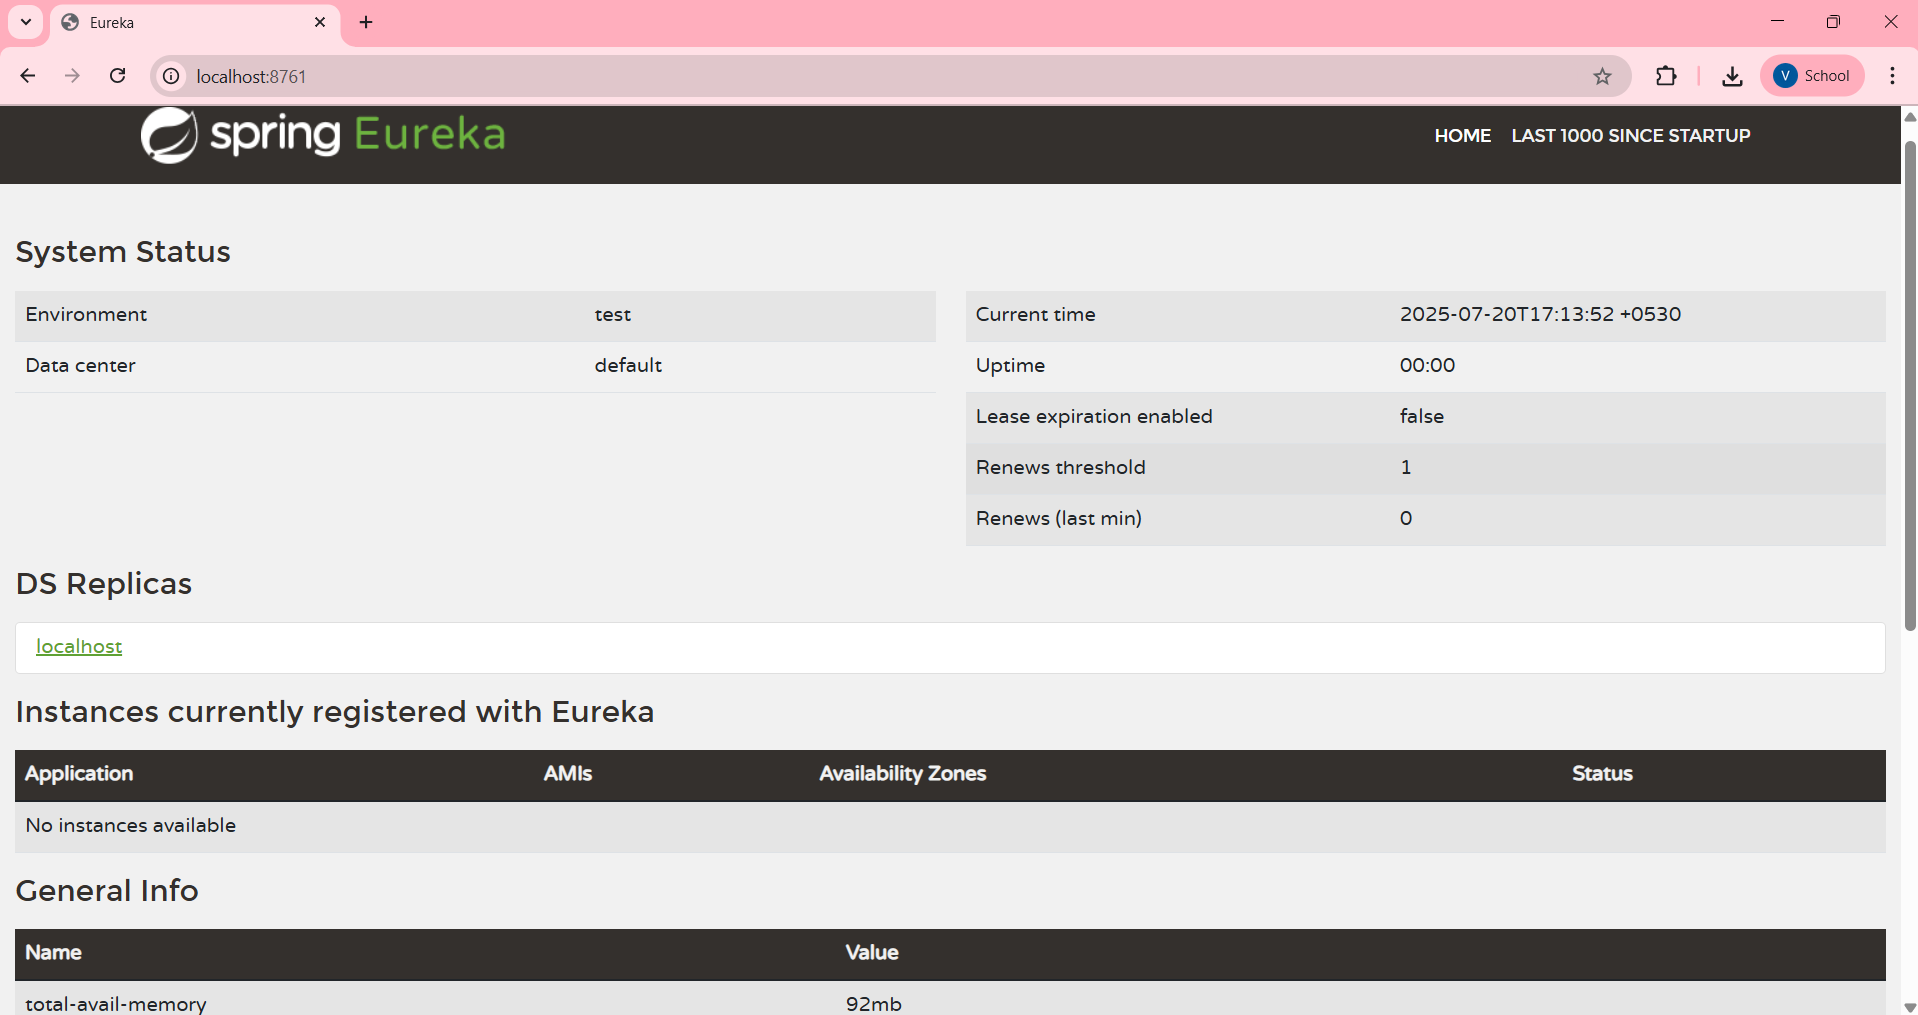 Eureka
localhost:8761
V School
spring Eureka
HOME LAST 1000 SINCE STARTUP
System Status
Environment test
Data center default
Current time 2025-07-20T17:13:52 +0530
Uptime 00:00
Lease expiration enabled false
Renews threshold 1
Renews (last min) 0
DS Replicas
localhost
Instances currently registered with Eureka
Application AMIs Availability Zones Status
No instances available
General Info
Name Value
total-avail-memory 92mb